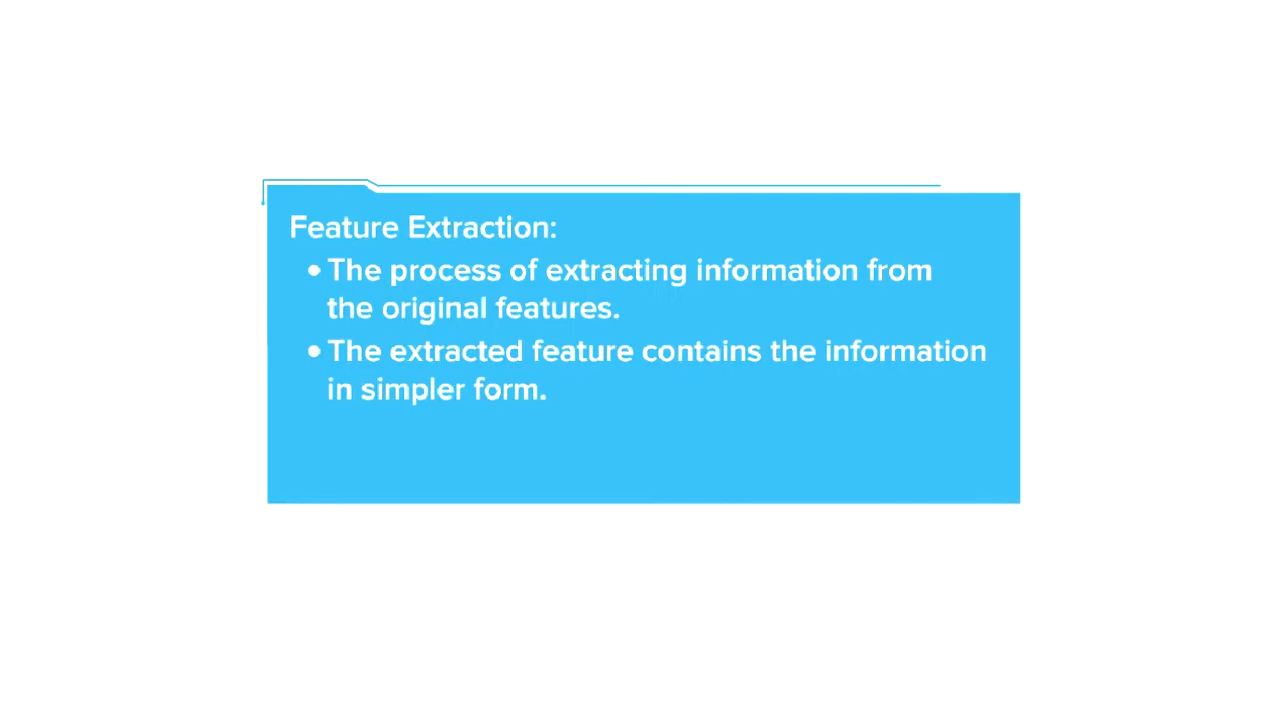 Feature Extraction:
• The process of extracting information from
the original features.
• The extracted feature contains the information
in simpler form.